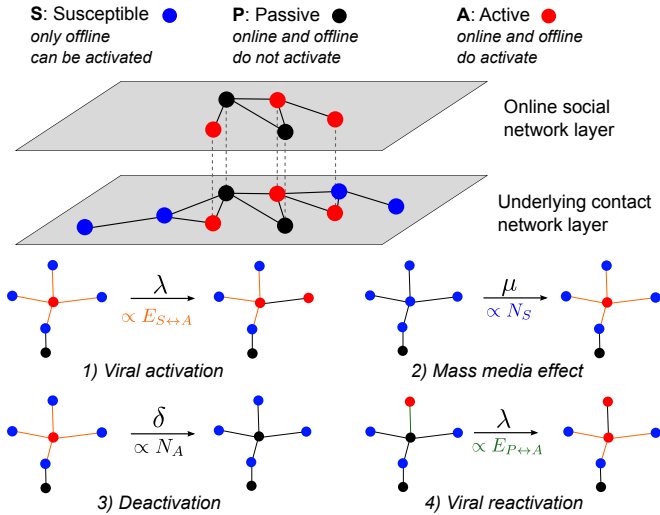 S: Susceptible
only offline
can be activated
P: Passive
online and offline
do not activate
A: Active
online and offline
do activate
Online social
network layer
Underlying contact
network layer
λ
∝ E_{S↔A}
1) Viral activation
μ
∝ N_S
2) Mass media effect
δ
∝ N_A
3) Deactivation
λ
∝ E_{P↔A}
4) Viral reactivation